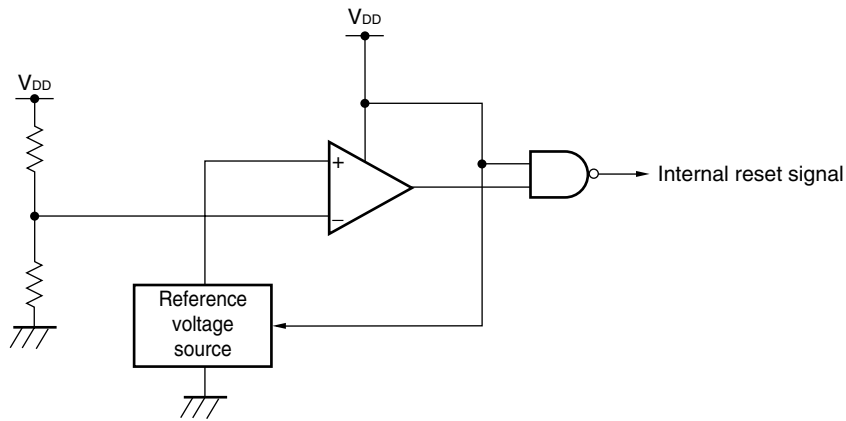 VDD
VDD
+
−
Internal reset signal
Reference
voltage
source